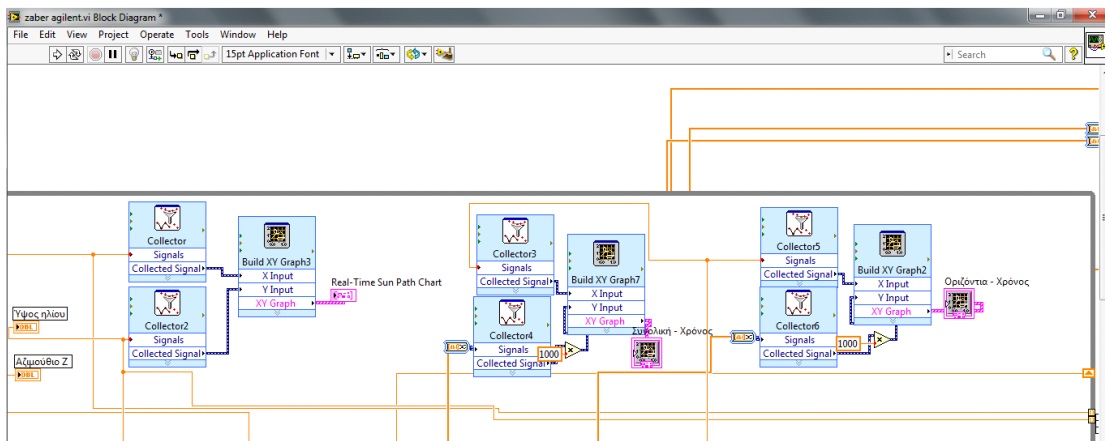 zaber agilent.vi Block Diagram *
File Edit View Project Operate Tools Window Help
15pt Application Font
Search
Collector
Signals
Collected Signal
Build XY Graph3
X Input
Y Input
XY Graph
Real-Time Sun Path Chart
Collector2
Signals
Collected Signal
Ύψος ηλίου
DBL
Αζιμούθιο Z
DBL
Collector3
Signals
Collected Signal
Build XY Graph7
X Input
Y Input
XY Graph
Collector4
Signals
Collected Signal
1000
Συνολική - Χρόνος
Collector5
Signals
Collected Signal
Build XY Graph2
X Input
Y Input
XY Graph
Οριζόντια - Χρόνος
Collector6
Signals
Collected Signal
1000